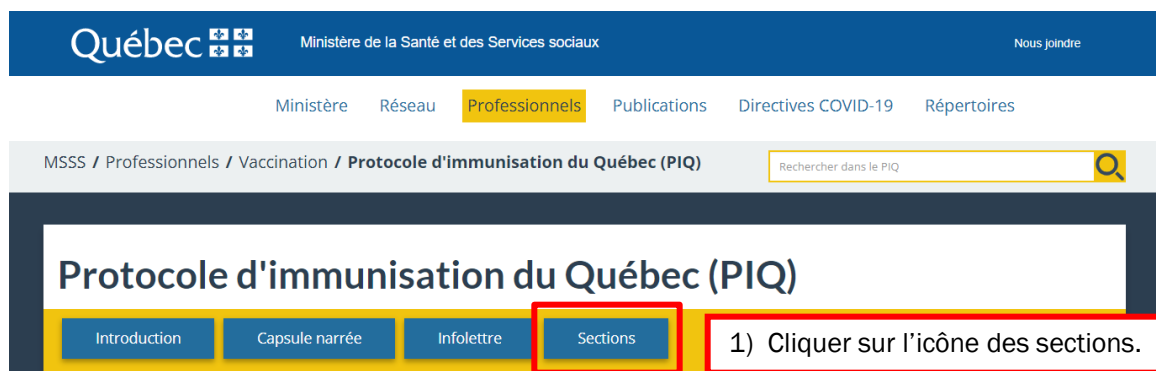 Québec
Ministère de la Santé et des Services sociaux
Nous joindre
Ministère Réseau Professionnels Publications Directives COVID-19 Répertoires
MSSS / Professionnels / Vaccination / Protocole d'immunisation du Québec (PIQ)
Rechercher dans le PIQ
Protocole d'immunisation du Québec (PIQ)
Introduction Capsule narrée Infolettre Sections
1) Cliquer sur l’icône des sections.